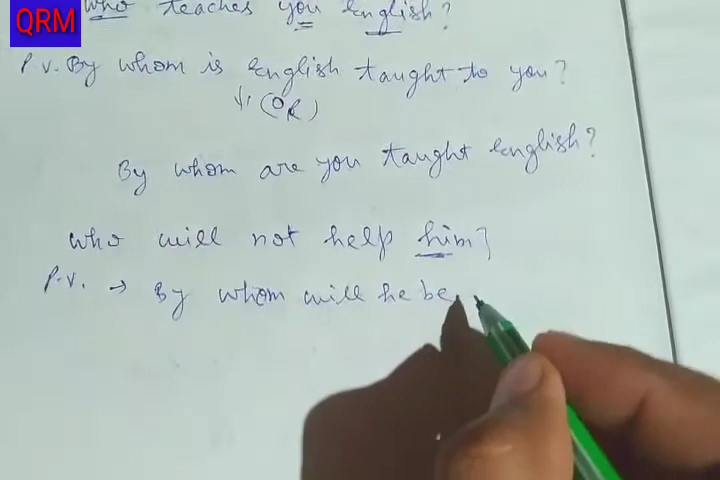 QRM
who teaches you English?
P.V. By whom is English taught to you?
(OR)
By whom are you taught English?
who will not help him?
P.V. → By whom will he be